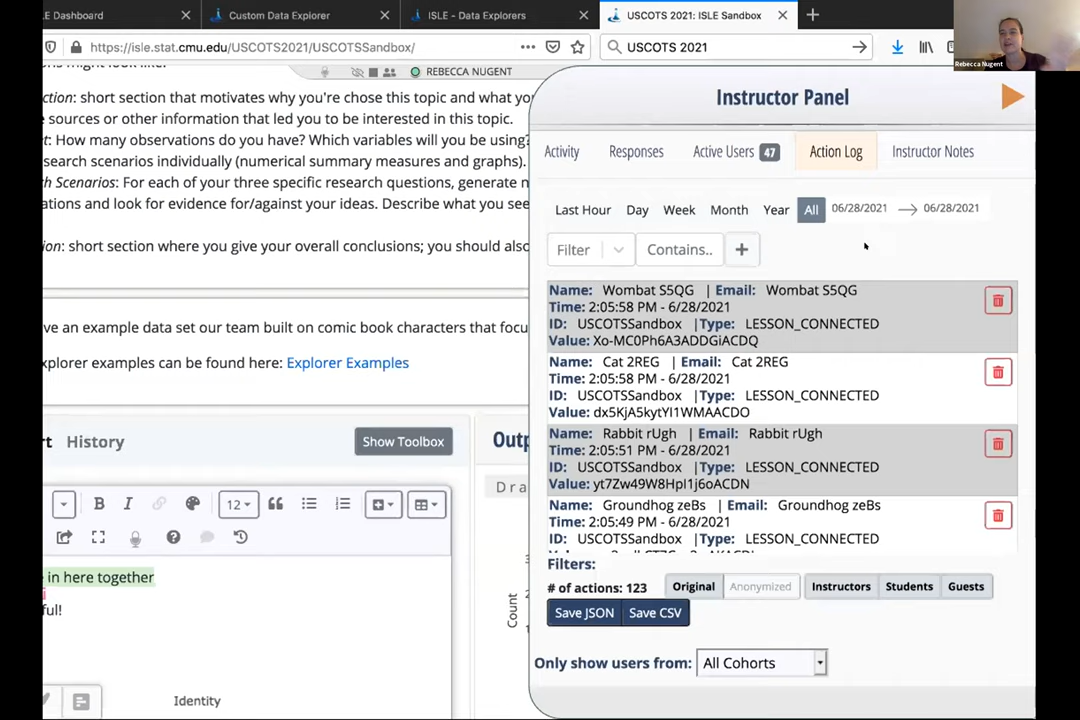 LE Dashboard
Custom Data Explorer
ISLE - Data Explorers
USCOTS 2021: ISLE Sandbox
https://isle.stat.cmu.edu/USCOTS2021/USCOTSSandbox/
USCOTS 2021
Rebecca Nugent
REBECCA NUGENT
ction: short section that motivates why you're chose this topic and what yo
e sources or other information that led you to be interested in this topic.
t: How many observations do you have? Which variables will you be using?
search scenarios individually (numerical summary measures and graphs).
h Scenarios: For each of your three specific research questions, generate n
ations and look for evidence for/against your ideas. Describe what you see
ion: short section where you give your overall conclusions; you should also
ve an example data set our team built on comic book characters that focu
xplorer examples can be found here: Explorer Examples
rt History
Show Toolbox
Outp
Dra
12
in here together
ful!
Count
Identity
Instructor Panel
Activity
Responses
Active Users 47
Action Log
Instructor Notes
Last Hour Day Week Month Year All 06/28/2021 → 06/28/2021
Filter Contains.. +
Name: Wombat S5QG | Email: Wombat S5QG
Time: 2:05:58 PM - 6/28/2021
ID: USCOTSSandbox |Type: LESSON_CONNECTED
Value: Xo-MC0Ph6A3ADDGiACDQ
Name: Cat 2REG | Email: Cat 2REG
Time: 2:05:58 PM - 6/28/2021
ID: USCOTSSandbox |Type: LESSON_CONNECTED
Value: dx5KjA5kytYI1WMAACDO
Name: Rabbit rUgh | Email: Rabbit rUgh
Time: 2:05:51 PM - 6/28/2021
ID: USCOTSSandbox |Type: LESSON_CONNECTED
Value: yt7Zw49W8HpI1j6oACDN
Name: Groundhog zeBs | Email: Groundhog zeBs
Time: 2:05:49 PM - 6/28/2021
ID: USCOTSSandbox |Type: LESSON_CONNECTED
Filters:
# of actions: 123 Original Anonymized Instructors Students Guests
Save JSON Save CSV
Only show users from: All Cohorts